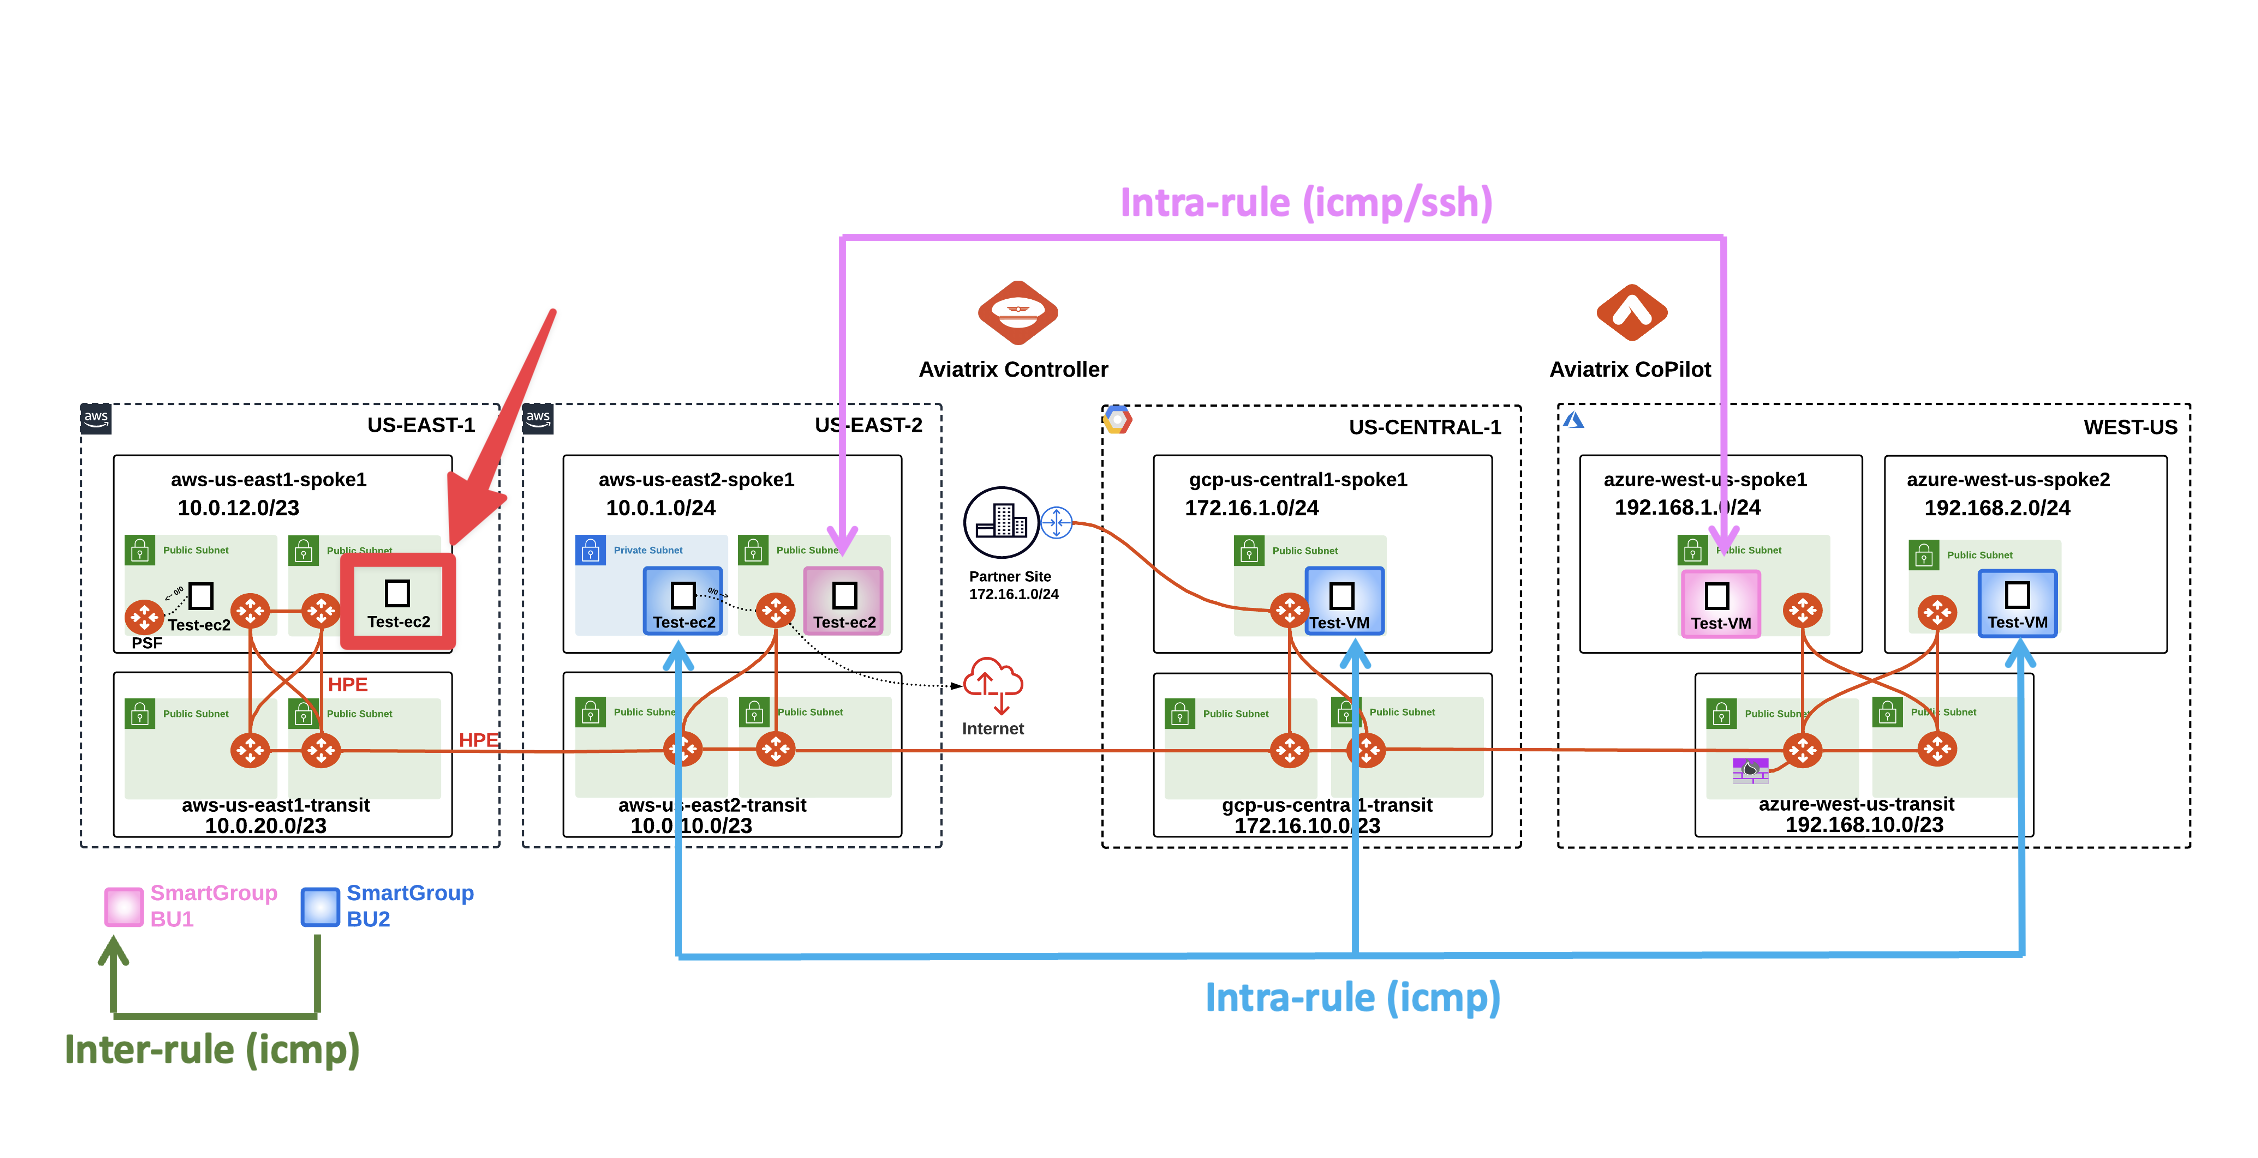 Intra-rule (icmp/ssh)
Aviatrix Controller
Aviatrix CoPilot
aws
US-EAST-1
aws-us-east1-spoke1
10.0.12.0/23
Public Subnet
Public Subnet
0/0
Test-ec2
PSF
Test-ec2
HPE
Public Subnet
Public Subnet
aws-us-east1-transit
10.0.20.0/23
HPE
aws
US-EAST-2
aws-us-east2-spoke1
10.0.1.0/24
Private Subnet
Public Subnet
0/0
Test-ec2
Test-ec2
Public Subnet
Public Subnet
aws-us-east2-transit
10.0.10.0/23
Partner Site
172.16.1.0/24
Internet
US-CENTRAL-1
gcp-us-central1-spoke1
172.16.1.0/24
Public Subnet
Test-VM
Public Subnet
Public Subnet
gcp-us-central1-transit
172.16.10.0/23
WEST-US
azure-west-us-spoke1
192.168.1.0/24
Public Subnet
Test-VM
azure-west-us-spoke2
192.168.2.0/24
Public Subnet
Test-VM
Public Subnet
Public Subnet
azure-west-us-transit
192.168.10.0/23
SmartGroup
BU1
SmartGroup
BU2
Inter-rule (icmp)
Intra-rule (icmp)